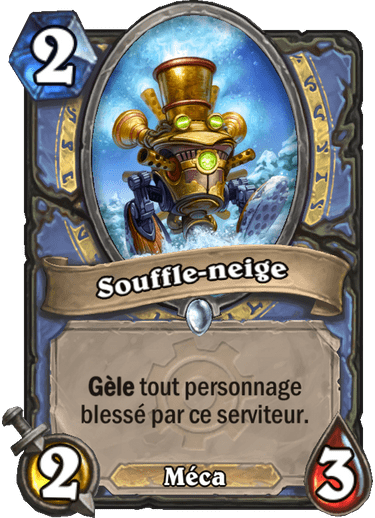 2
Souffle-neige
Gèle tout personnage
blessé par ce serviteur.
2
Méca
3